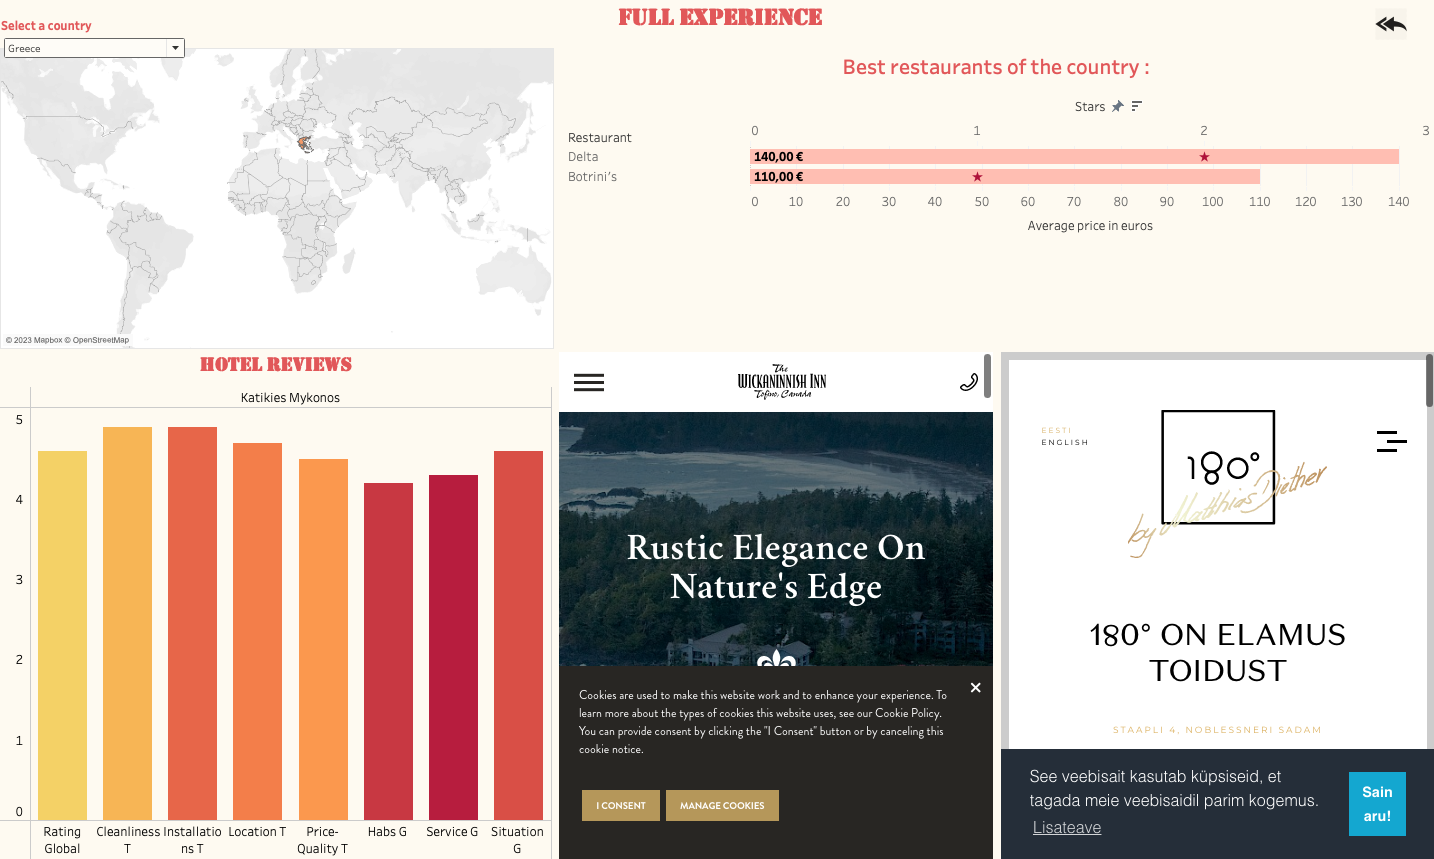 FULL EXPERIENCE
Select a country
Greece
© 2023 Mapbox © OpenStreetMap
Best restaurants of the country :
Stars
0 1 2 3
Restaurant
Delta 140,00 €
Botrini's 110,00 €
0 10 20 30 40 50 60 70 80 90 100 110 120 130 140
Average price in euros
HOTEL REVIEWS
Katikies Mykonos
5
4
3
2
1
0
Rating Global
Cleanliness T
Installatio
ns T
Location T
Price-
Quality T
Habs G
Service G
Situation G
The
WICKANINNISH INN
Tofino, Canada
Rustic Elegance On
Nature's Edge
Cookies are used to make this website work and to enhance your experience. To
learn more about the types of cookies this website uses, see our Cookie Policy.
You can provide consent by clicking the "I Consent" button or by canceling this
cookie notice.
I CONSENT
MANAGE COOKIES
EESTI
ENGLISH
180°
by Matthias Diether
180° ON ELAMUS
TOIDUST
STAAPLI 4, NOBLESSNERI SADAM
See veebisait kasutab küpsiseid, et
tagada meie veebisaidil parim kogemus.
Lisateave
Sain
aru!